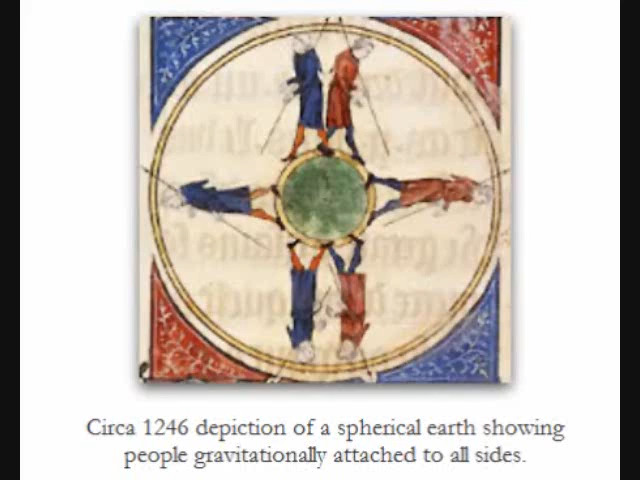 Circa 1246 depiction of a spherical earth showing
people gravitationally attached to all sides.